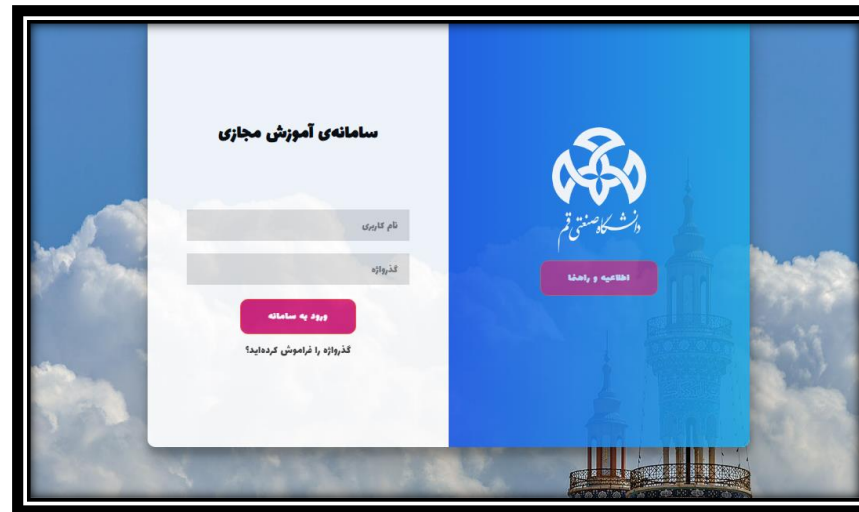 دانشگاه صنعتی قم
اطلاعیه و راهنما
سامانه‌ی آموزش مجازی
نام کاربری
گذرواژه
ورود به سامانه
گذرواژه را فراموش کرده‌اید؟